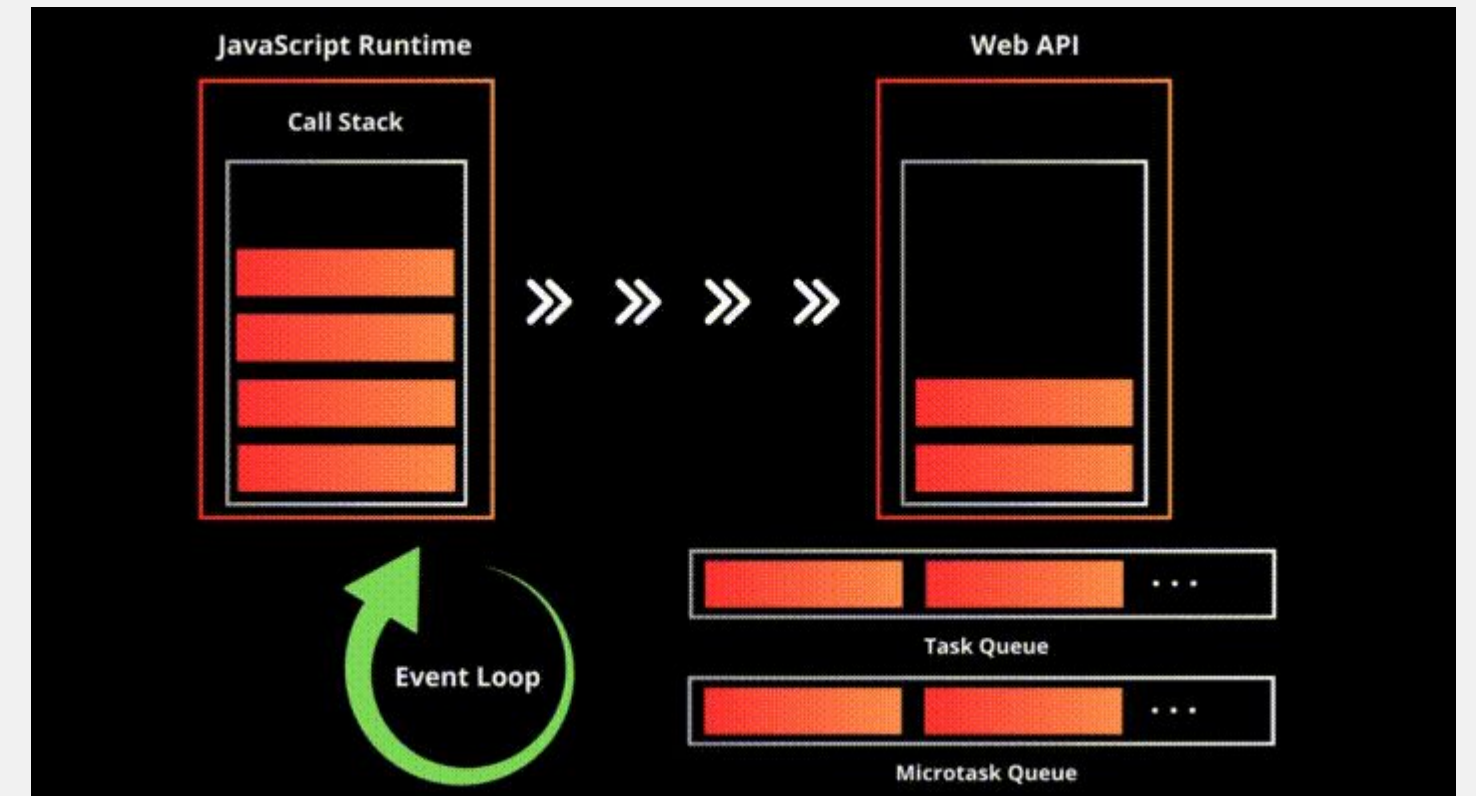 JavaScript Runtime
Web API
Call Stack
Event Loop
. . .
Task Queue
. . .
Microtask Queue